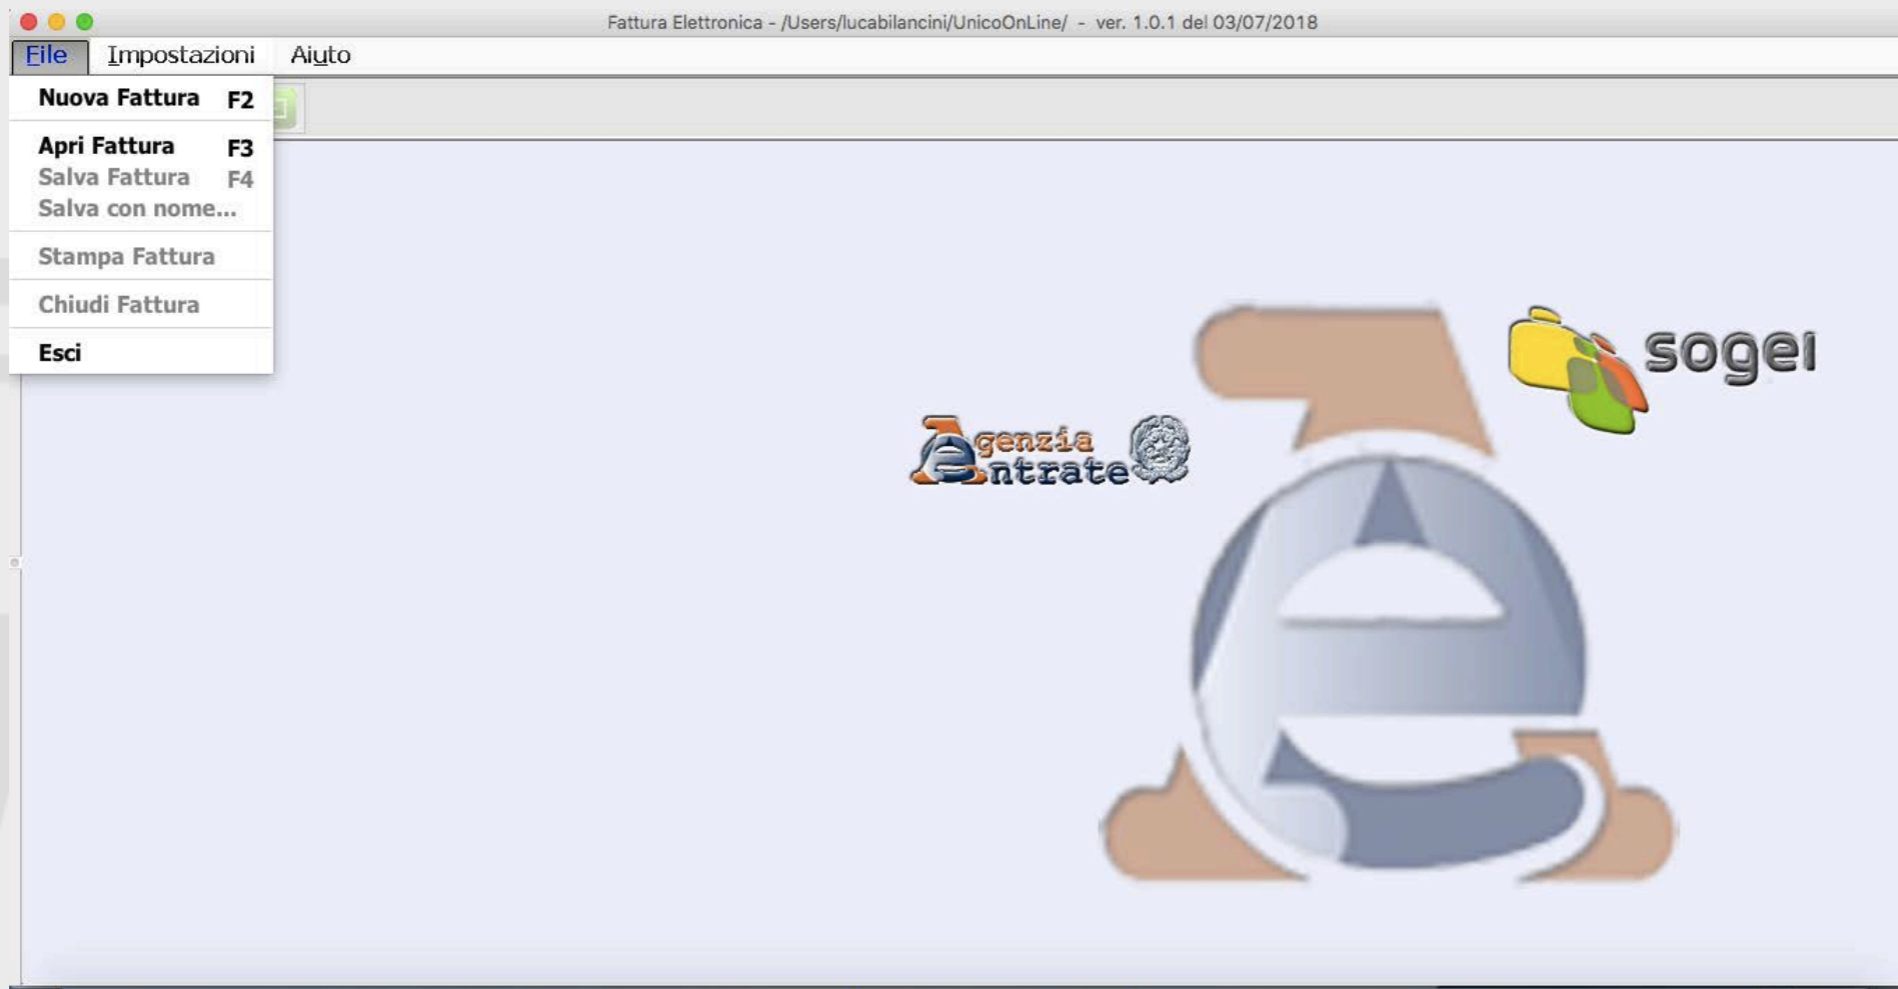 Fattura Elettronica - /Users/lucabilancini/UnicoOnLine/ - ver. 1.0.1 del 03/07/2018
File Impostazioni Aiuto
Nuova Fattura F2
Apri Fattura F3
Salva Fattura F4
Salva con nome...
Stampa Fattura
Chiudi Fattura
Esci
sogei
Agenzia
entrate